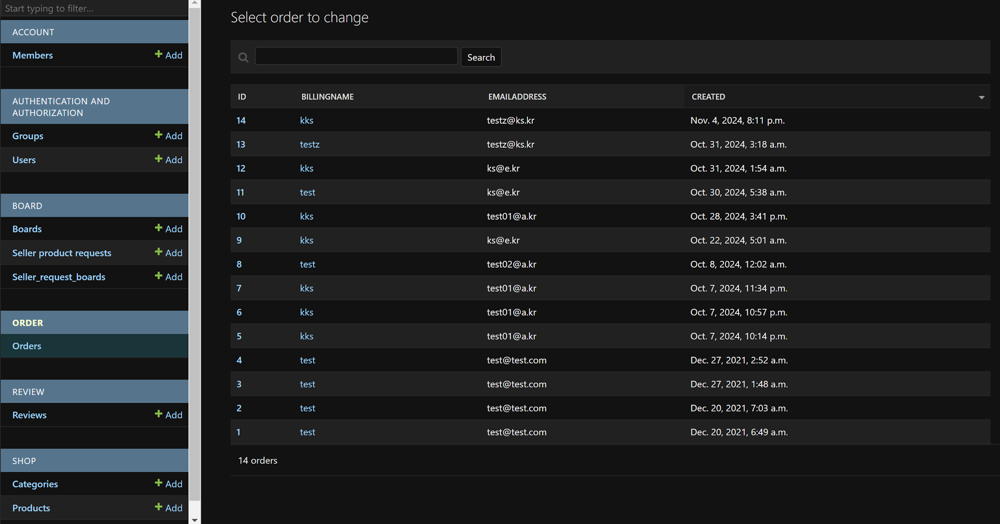 Start typing to filter...
ACCOUNT
Members Add
AUTHENTICATION AND
AUTHORIZATION
Groups Add
Users Add
BOARD
Boards Add
Seller product requests Add
Seller_request_boards Add
ORDER
Orders
REVIEW
Reviews Add
SHOP
Categories Add
Products Add
Select order to change
Search
ID BILLINGNAME EMAILADDRESS CREATED
14 kks testz@ks.kr Nov. 4, 2024, 8:11 p.m.
13 testz testz@ks.kr Oct. 31, 2024, 3:18 a.m.
12 kks ks@e.kr Oct. 31, 2024, 1:54 a.m.
11 test ks@e.kr Oct. 30, 2024, 5:38 a.m.
10 kks test01@a.kr Oct. 28, 2024, 3:41 p.m.
9 kks ks@e.kr Oct. 22, 2024, 5:01 a.m.
8 test test02@a.kr Oct. 8, 2024, 12:02 a.m.
7 kks test01@a.kr Oct. 7, 2024, 11:34 p.m.
6 kks test01@a.kr Oct. 7, 2024, 10:57 p.m.
5 kks test01@a.kr Oct. 7, 2024, 10:14 p.m.
4 test test@test.com Dec. 27, 2021, 2:52 a.m.
3 test test@test.com Dec. 27, 2021, 1:48 a.m.
2 test test@test.com Dec. 20, 2021, 7:03 a.m.
1 test test@test.com Dec. 20, 2021, 6:49 a.m.
14 orders